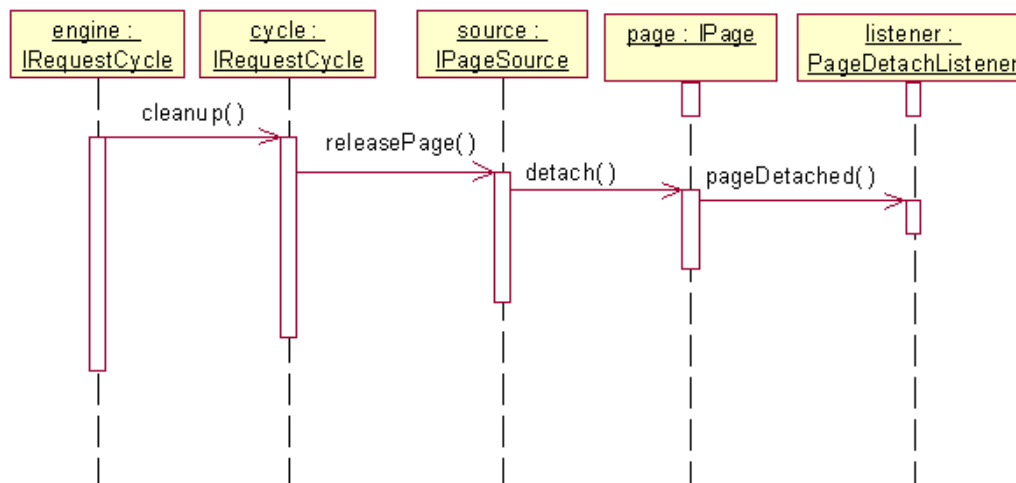 engine :
IRequestCycle
cycle :
IRequestCycle
source :
IPageSource
page : IPage
listener :
PageDetachListener
cleanup()
releasePage()
detach()
pageDetached()